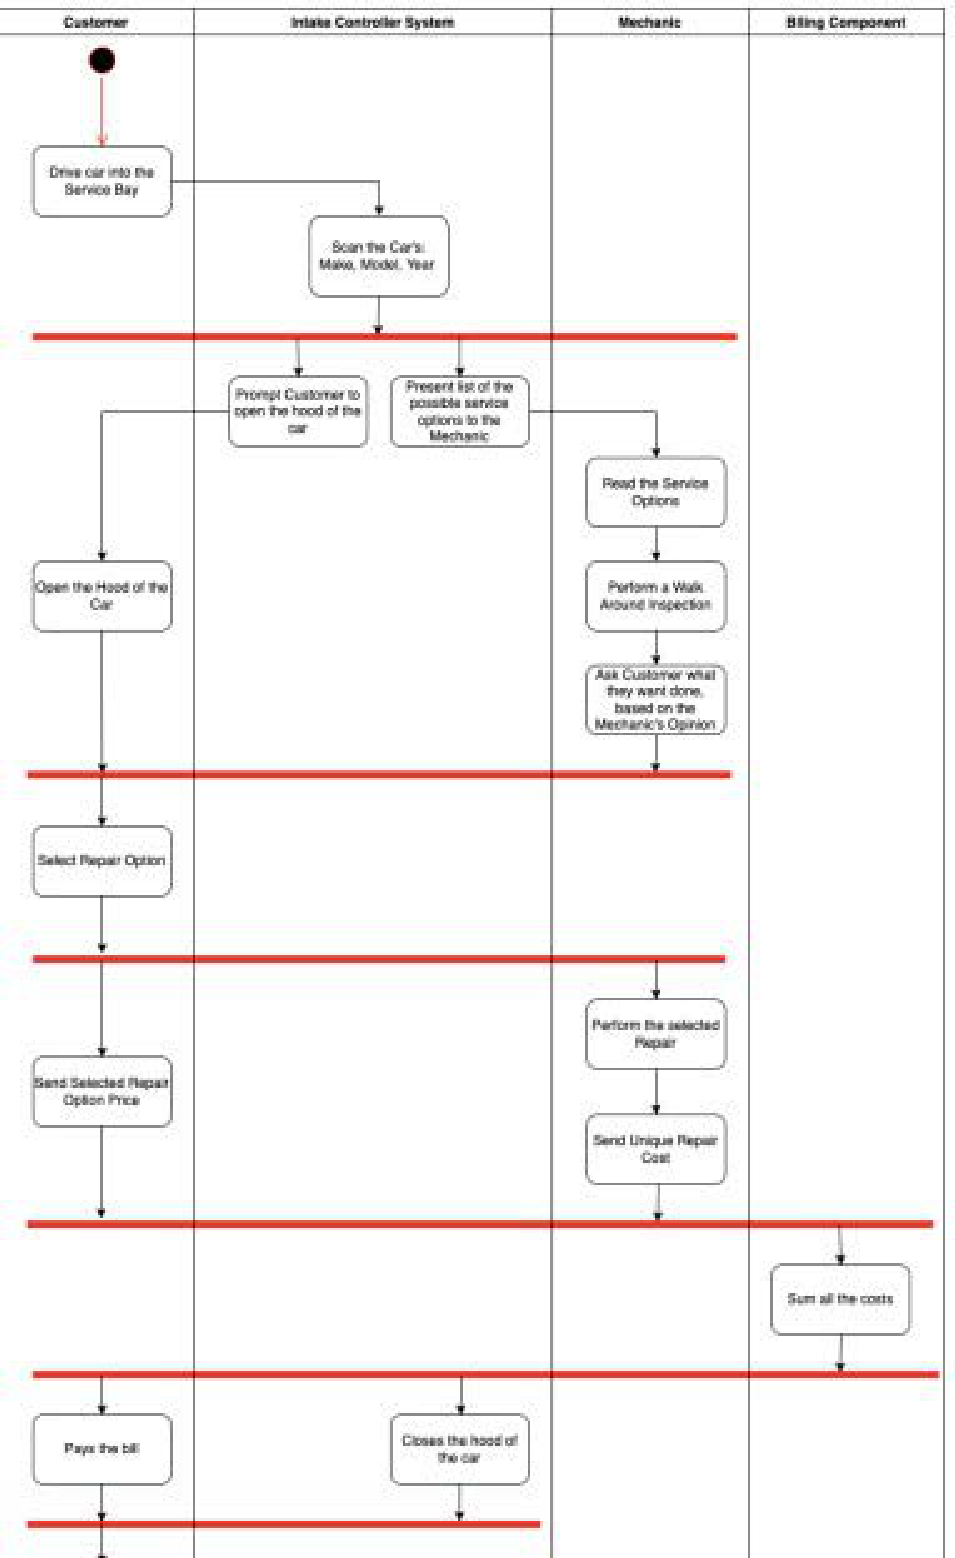 Customer
Intake Controller System
Mechanic
Biling Component
Drive car into the
Service Bay
Scan the Car's:
Make, Model, Year
Prompt Customer to
open the hood of the
car
Present list of the
possible service
options to the
Mechanic
Read the Service
Options
Open the Hood of the
Car
Perform a Walk
Around Inspection
Ask Customer what
they want done,
based on the
Mechanic's Opinion
Select Repair Option
Perform the selected
Repair
Send Selected Repair
Option Price
Send Unique Repair
Cost
Sum all the costs
Pays the bill
Closes the hood of
the car